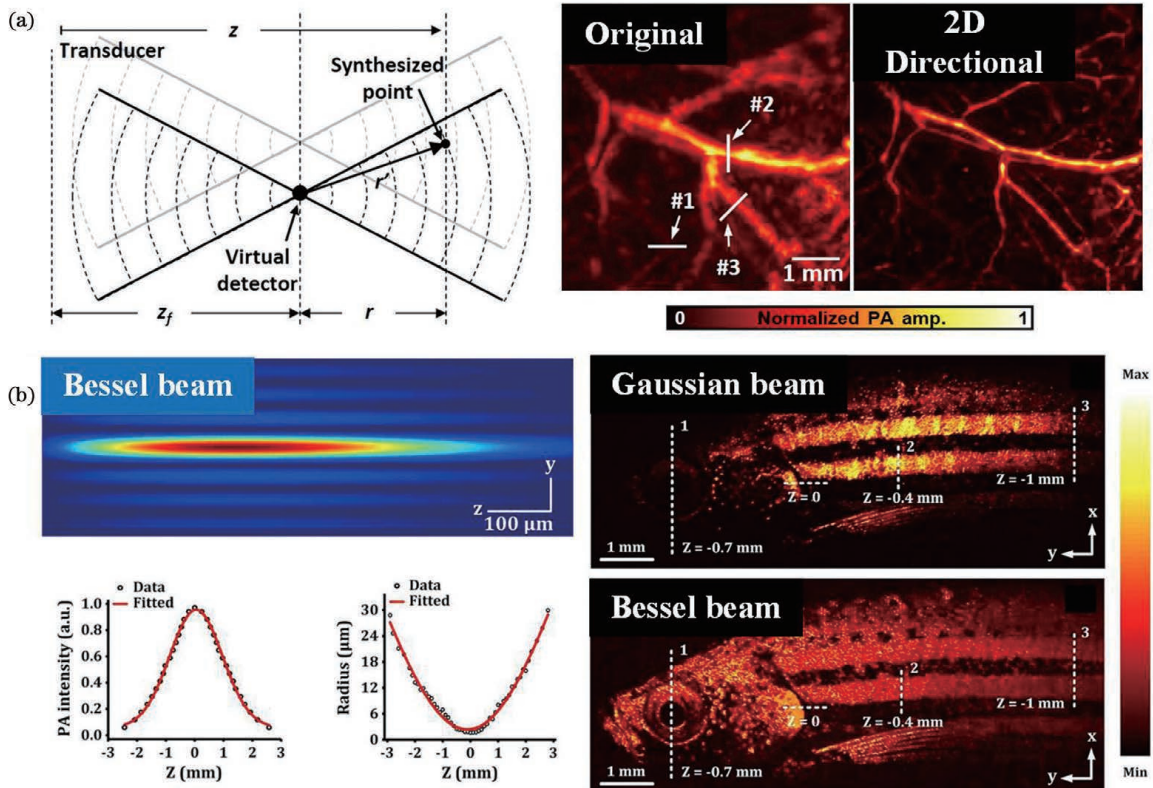 (a)
z
Transducer
Synthesized
point
r'
Virtual
detector
z_f
r
Original
#2
#1
#3
1 mm
2D
Directional
0 Normalized PA amp. 1
(b)
Bessel beam
y
z
100 μm
Data
Fitted
PA intensity (a.u.)
1.0
0.8
0.6
0.4
0.2
0.0
-3 -2 -1 0 1 2 3
Z (mm)
Data
Fitted
Radius (μm)
30
24
18
12
6
0
-3 -2 -1 0 1 2 3
Z (mm)
Gaussian beam
1
2
3
Z = 0
Z = -0.4 mm
Z = -1 mm
Z = -0.7 mm
1 mm
x
y
Bessel beam
1
2
3
Z = 0
Z = -0.4 mm
Z = -1 mm
Z = -0.7 mm
1 mm
x
y
Max
Min